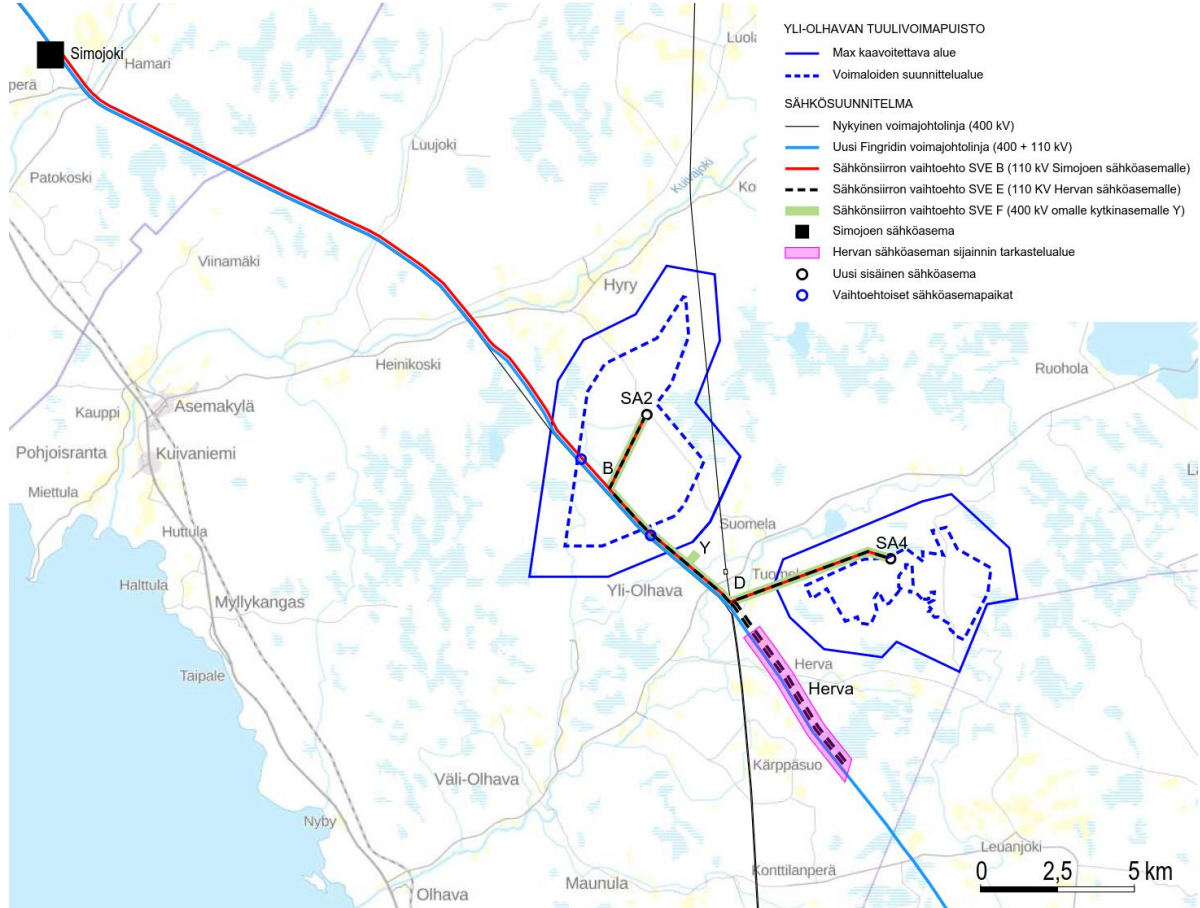 Simojoki
Hamari
perä
Luola
Luujoki
Patokoski
Kuivajoki
Ko
Viinamäki
Hyry
Heinikoski
Ruohola
Kauppi
Asemakylä
SA2
Pohjoisranta
Kuivaniemi
B
Miettula
Suomela
Huttula
Y
SA4
Halttula
D
Tuomela
Yli-Olhava
Myllykangas
Herva
Taipale
Herva
Kärppäsuo
Väli-Olhava
Nyby
Leuanjoki
Konttilanperä
Maunula
Olhava
YLI-OLHAVAN TUULIVOIMAPUISTO
Max kaavoitettava alue
Voimaloiden suunnittelualue
SÄHKÖSUUNNITELMA
Nykyinen voimajohtolinja (400 kV)
Uusi Fingridin voimajohtolinja (400 + 110 kV)
Sähkönsiirron vaihtoehto SVE B (110 kV Simojoen sähköasemalle)
Sähkönsiirron vaihtoehto SVE E (110 KV Hervan sähköasemalle)
Sähkönsiirron vaihtoehto SVE F (400 kV omalle kytkinasemalle Y)
Simojoen sähköasema
Hervan sähköaseman sijainnin tarkastelualue
Uusi sisäinen sähköasema
Vaihtoehtoiset sähköasemapaikat
0 2,5 5 km